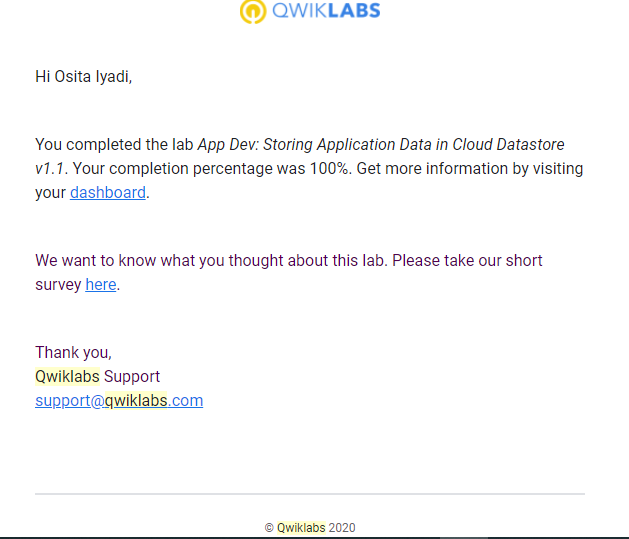 QWIKLABS
Hi Osita Iyadi,
You completed the lab App Dev: Storing Application Data in Cloud Datastore
v1.1. Your completion percentage was 100%. Get more information by visiting
your dashboard.
We want to know what you thought about this lab. Please take our short
survey here.
Thank you,
Qwiklabs Support
support@qwiklabs.com
© Qwiklabs 2020